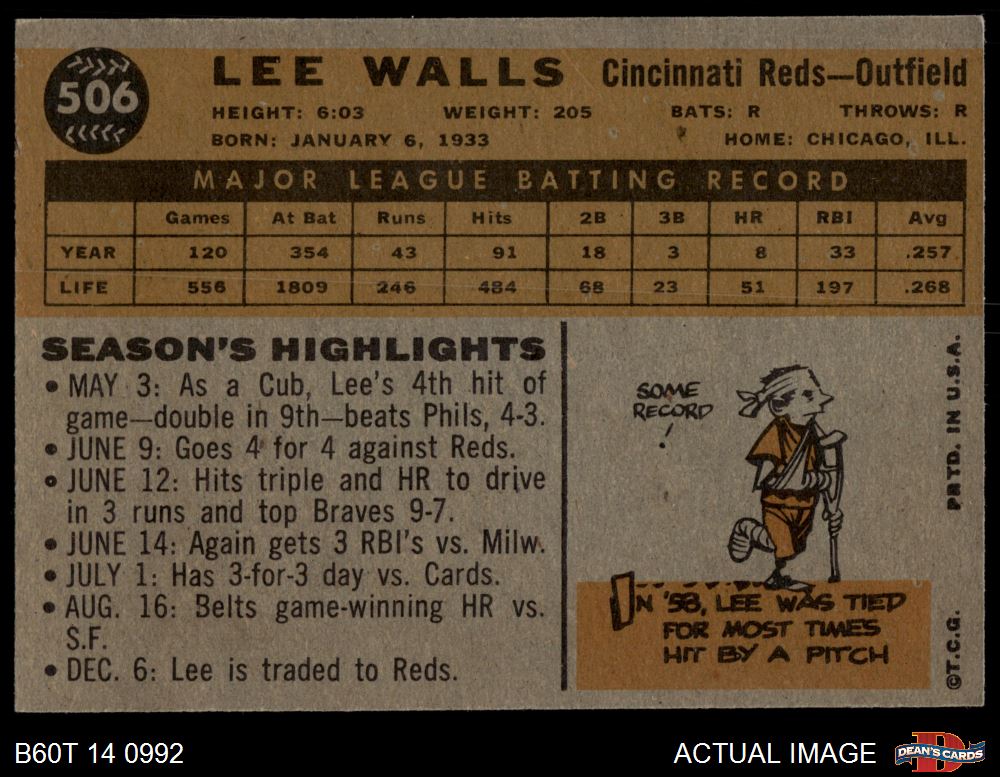 506
LEE WALLS Cincinnati Reds—Outfield
HEIGHT: 6:03 WEIGHT: 205 BATS: R THROWS: R
BORN: JANUARY 6, 1933 HOME: CHICAGO, ILL.
MAJOR LEAGUE BATTING RECORD
Games At Bat Runs Hits 2B 3B HR RBI Avg
YEAR 120 354 43 91 18 3 8 33 .257
LIFE 556 1809 246 484 68 23 51 197 .268
SEASON'S HIGHLIGHTS
• MAY 3: As a Cub, Lee's 4th hit of
game—double in 9th—beats Phils, 4-3.
• JUNE 9: Goes 4 for 4 against Reds.
• JUNE 12: Hits triple and HR to drive
in 3 runs and top Braves 9-7.
• JUNE 14: Again gets 3 RBI's vs. Milw.
• JULY 1: Has 3-for-3 day vs. Cards.
• AUG. 16: Belts game-winning HR vs.
S.F.
• DEC. 6: Lee is traded to Reds.
SOME
RECORD
!
IN '58, LEE WAS TIED
FOR MOST TIMES
HIT BY A PITCH
©T.C.G. PRTD. IN U.S.A.
B60T 14 0992
ACTUAL IMAGE
D
DEAN'S CARDS